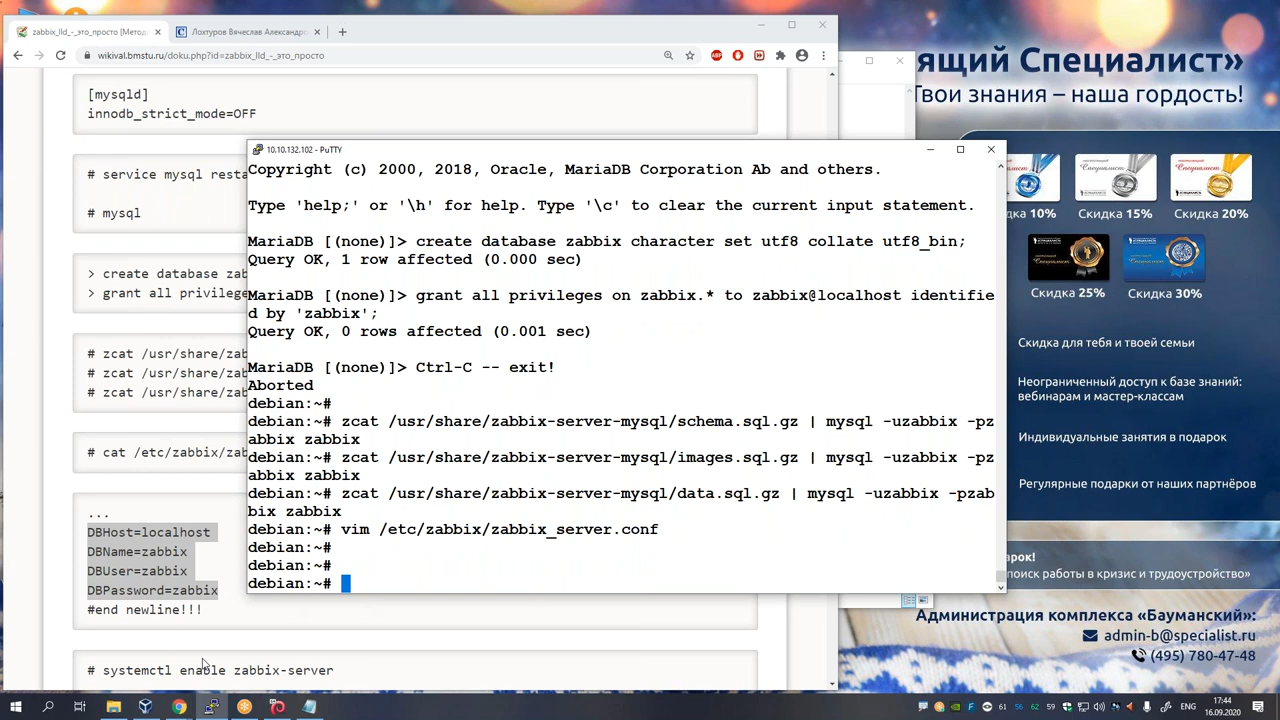 zabbix_lld_-_это_просто [Метод
Лохтуров Вячеслав Александро
wikival.bmstu.ru/doku.php?id=zabbix_lld_-_это_просто
[mysqld]
innodb_strict_mode=OFF
# service mysql resta
# mysql
> create database zab
> grant all privilege
# zcat /usr/share/zab
# zcat /usr/share/zab
# zcat /usr/share/zab
# cat /etc/zabbix/zab
...
DBHost=localhost
DBName=zabbix
DBUser=zabbix
DBPassword=zabbix
#end newline!!!
# systemctl enable zabbix-server
10.10.132.102 - PuTTY
Copyright (c) 2000, 2018, Oracle, MariaDB Corporation Ab and others.
Type 'help;' or '\h' for help. Type '\c' to clear the current input statement.
MariaDB [(none)]> create database zabbix character set utf8 collate utf8_bin;
Query OK, 1 row affected (0.000 sec)
MariaDB [(none)]> grant all privileges on zabbix.* to zabbix@localhost identifie
d by 'zabbix';
Query OK, 0 rows affected (0.001 sec)
MariaDB [(none)]> Ctrl-C -- exit!
Aborted
debian:~#
debian:~# zcat /usr/share/zabbix-server-mysql/schema.sql.gz | mysql -uzabbix -pz
abbix zabbix
debian:~# zcat /usr/share/zabbix-server-mysql/images.sql.gz | mysql -uzabbix -pz
abbix zabbix
debian:~# zcat /usr/share/zabbix-server-mysql/data.sql.gz | mysql -uzabbix -pzab
bix zabbix
debian:~# vim /etc/zabbix/zabbix_server.conf
debian:~#
debian:~#
debian:~#
ящий Специалист»
Твои знания – наша гордость!
дка 10%
Скидка 15%
Скидка 20%
Скидка 25%
Скидка 30%
Скидка для тебя и твоей семьи
Неограниченный доступ к базе знаний:
вебинарам и мастер-классам
Индивидуальные занятия в подарок
Регулярные подарки от наших партнёров
арок!
поиск работы в кризис и трудоустройство»
Администрация комплекса «Бауманский»:
admin-b@specialist.ru
(495) 780-47-48
61 56 62 59
ENG
17:44
16.09.2020